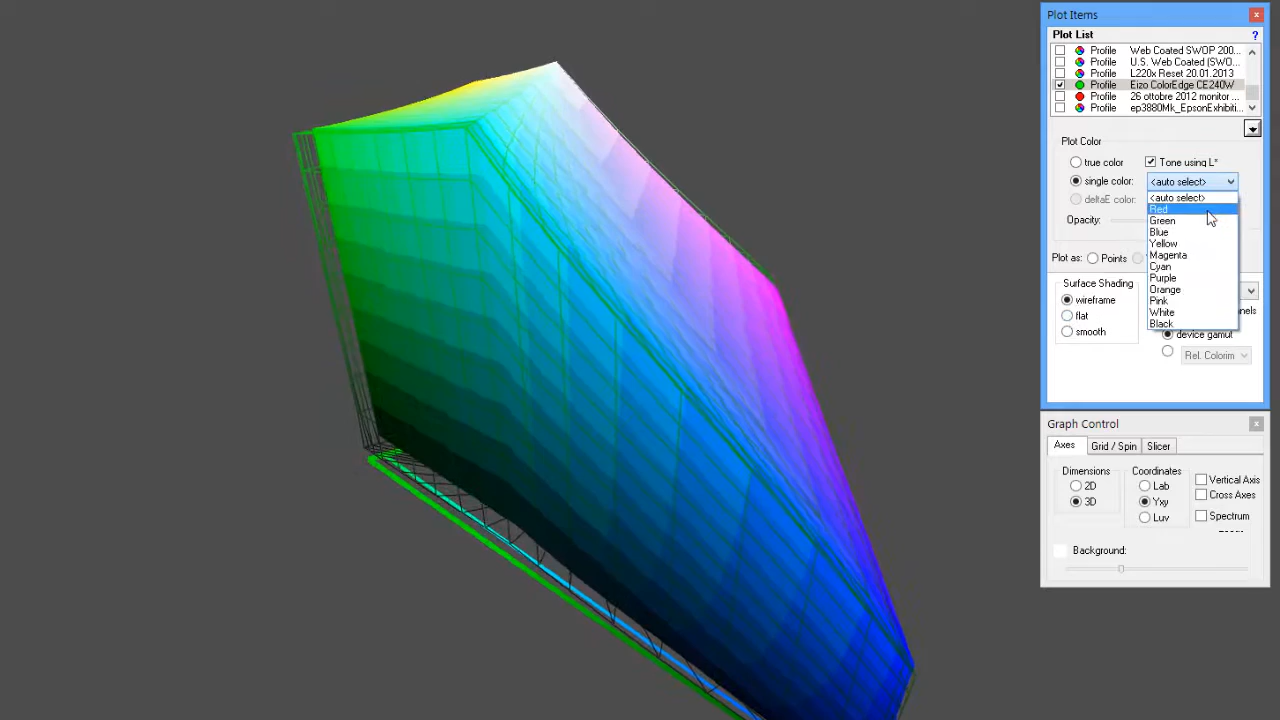 Plot Items
Plot List
?
Profile Web Coated SWOP 200...
Profile U.S. Web Coated (SWO...
Profile L220x Reset 20.01.2013
Profile Eizo ColorEdge CE240W
Profile 26 ottobre 2012 monitor ...
Profile ep3880Mk_EpsonExhibiti...
Plot Color
true color
Tone using L*
single color:
<auto select>
<auto select>
Red
Green
Blue
Yellow
Magenta
Cyan
Purple
Orange
Pink
White
Black
deltaE color:
Opacity:
Plot as:
Points
Surface Shading
wireframe
flat
smooth
device gamut
Rel. Colorim
Graph Control
Axes
Grid / Spin
Slicer
Dimensions
2D
3D
Coordinates
Lab
Yxy
Luv
Vertical Axis
Cross Axes
Spectrum
Background: